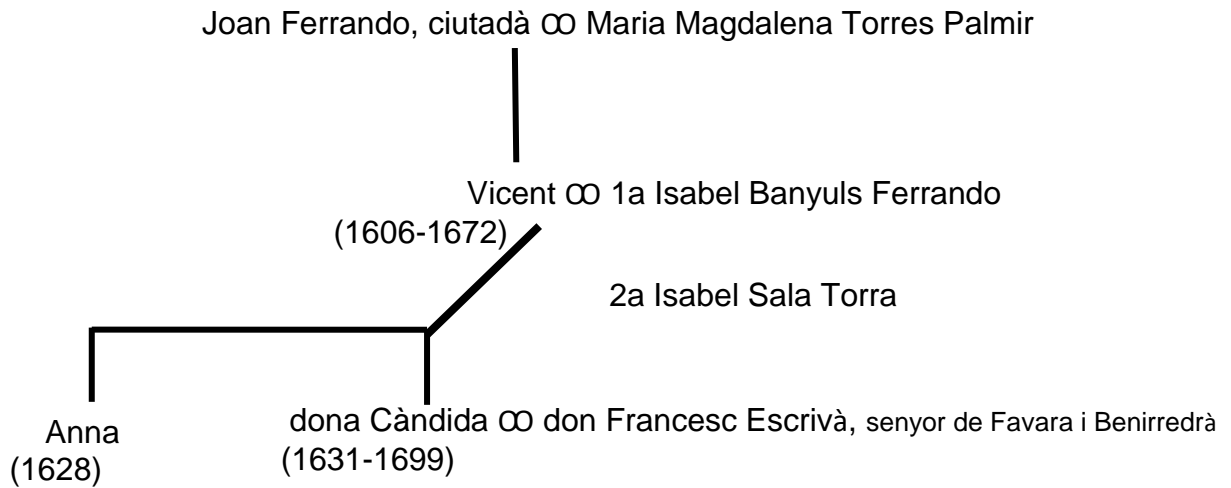 Joan Ferrando, ciutadà ꝏ Maria Magdalena Torres Palmir
Vicent ꝏ 1a Isabel Banyuls Ferrando
(1606-1672)
2a Isabel Sala Torra
Anna
(1628)
dona Càndida ꝏ don Francesc Escrivà, senyor de Favara i Benirredrà
(1631-1699)